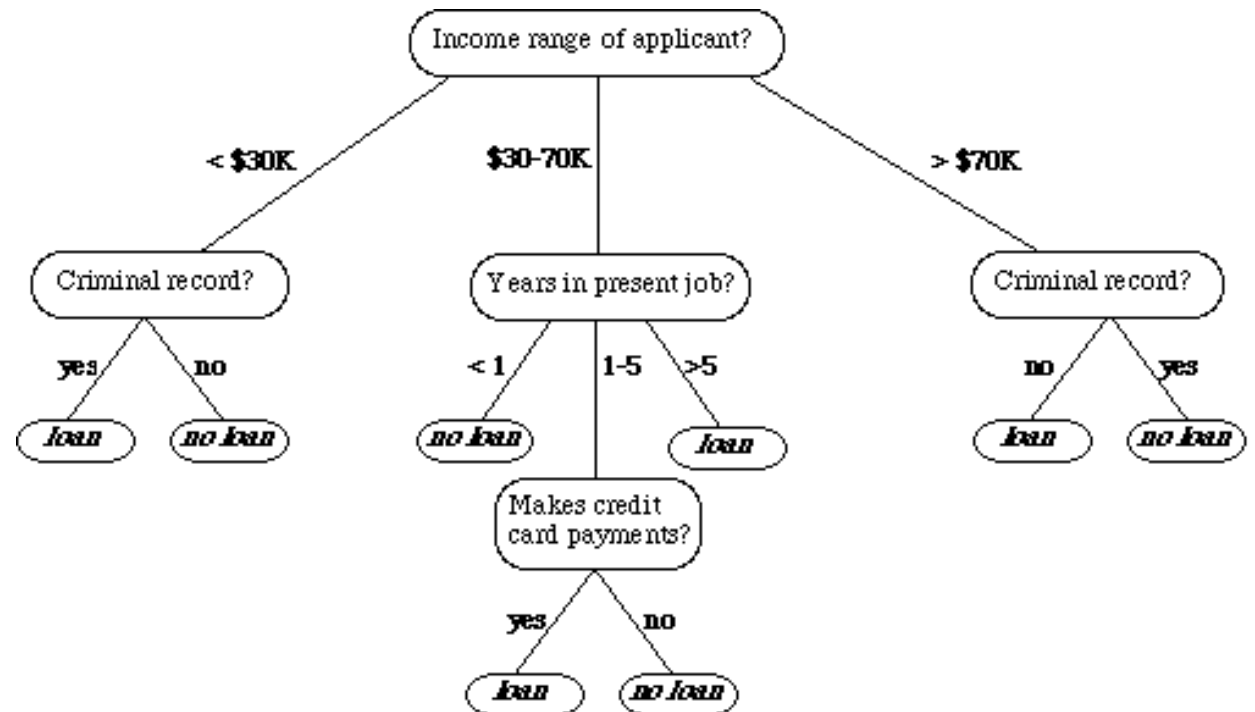 Income range of applicant?
< $30K
$30-70K
> $70K
Criminal record?
Years in present job?
Criminal record?
yes
no
< 1
1-5
>5
no
yes
loan
no loan
no loan
loan
loan
no loan
Makes credit
card payments?
yes
no
loan
no loan